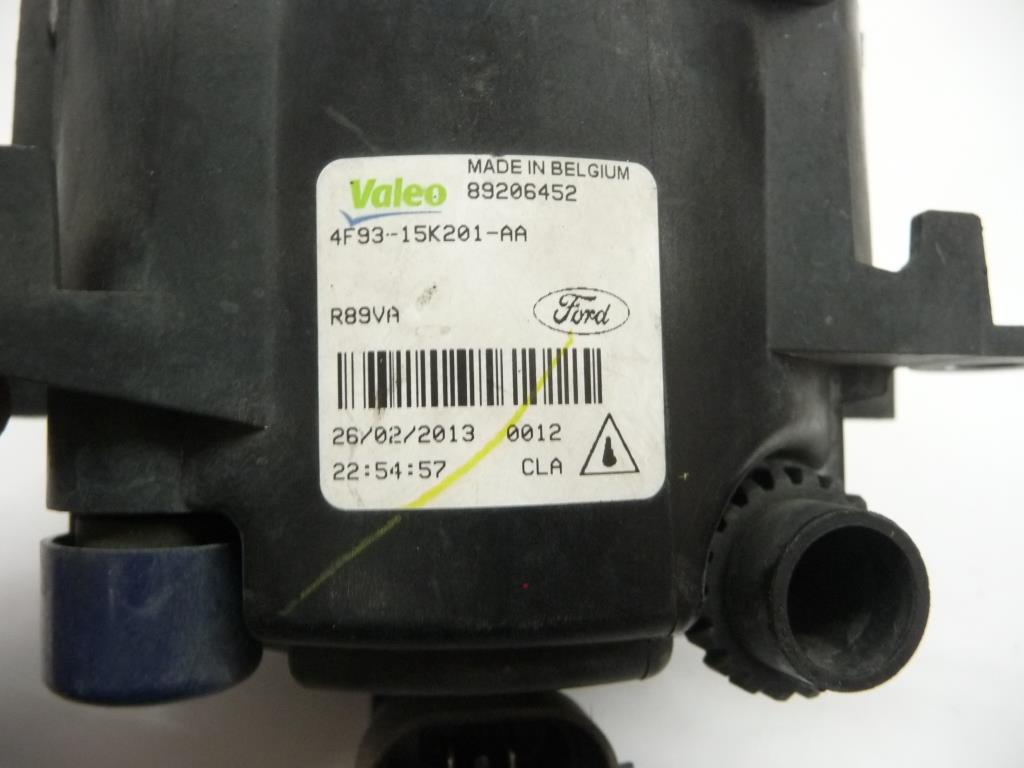 Valeo MADE IN BELGIUM
89206452
4F93-15K201-AA
R89VA Ford
26/02/2013 0012
22:54:57 CLA